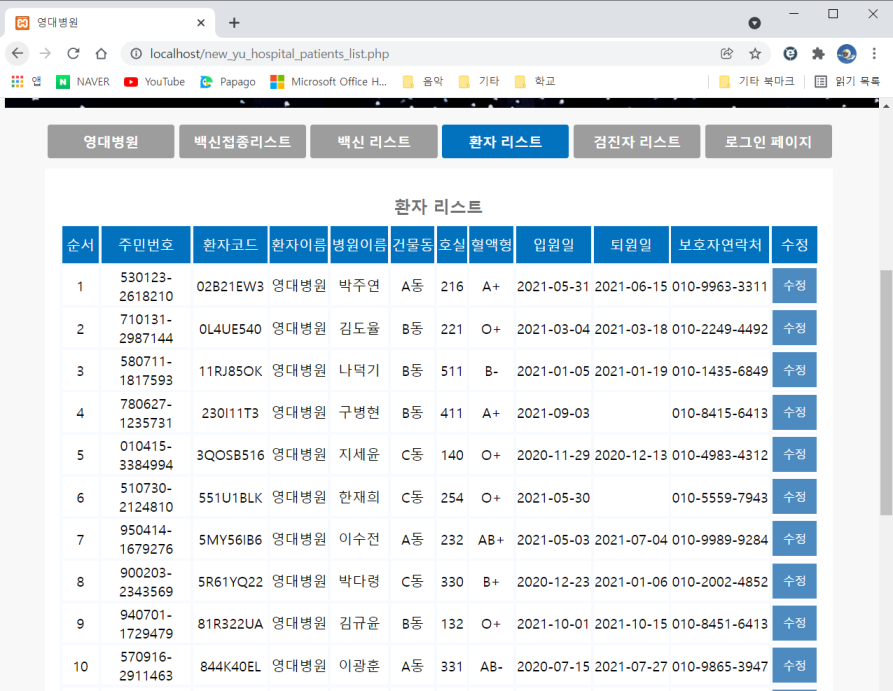 영대병원
localhost/new_yu_hospital_patients_list.php
앱 NAVER YouTube Papago Microsoft Office H... 음악 기타 학교 기타 북마크 읽기 목록
영대병원 백신접종리스트 백신 리스트 환자 리스트 검진자 리스트 로그인 페이지
환자 리스트
순서 주민번호 환자코드 환자이름 병원이름 건물동 호실 혈액형 입원일 퇴원일 보호자연락처 수정
1 530123-2618210 02B21EW3 영대병원 박주연 A동 216 A+ 2021-05-31 2021-06-15 010-9963-3311 수정
2 710131-2987144 0L4UE540 영대병원 김도율 B동 221 O+ 2021-03-04 2021-03-18 010-2249-4492 수정
3 580711-1817593 11RJ85OK 영대병원 나덕기 B동 511 B- 2021-01-05 2021-01-19 010-1435-6849 수정
4 780627-1235731 230I11T3 영대병원 구병현 B동 411 A+ 2021-09-03 010-8415-6413 수정
5 010415-3384994 3QOSB516 영대병원 지세윤 C동 140 O+ 2020-11-29 2020-12-13 010-4983-4312 수정
6 510730-2124810 551U1BLK 영대병원 한재희 C동 254 O+ 2021-05-30 010-5559-7943 수정
7 950414-1679276 5MY56IB6 영대병원 이수전 A동 232 AB+ 2021-05-03 2021-07-04 010-9989-9284 수정
8 900203-2343569 5R61YQ22 영대병원 박다령 C동 330 B+ 2020-12-23 2021-01-06 010-2002-4852 수정
9 940701-1729479 81R322UA 영대병원 김규윤 B동 132 O+ 2021-10-01 2021-10-15 010-8451-6413 수정
10 570916-2911463 844K40EL 영대병원 이광훈 A동 331 AB- 2020-07-15 2021-07-27 010-9865-3947 수정